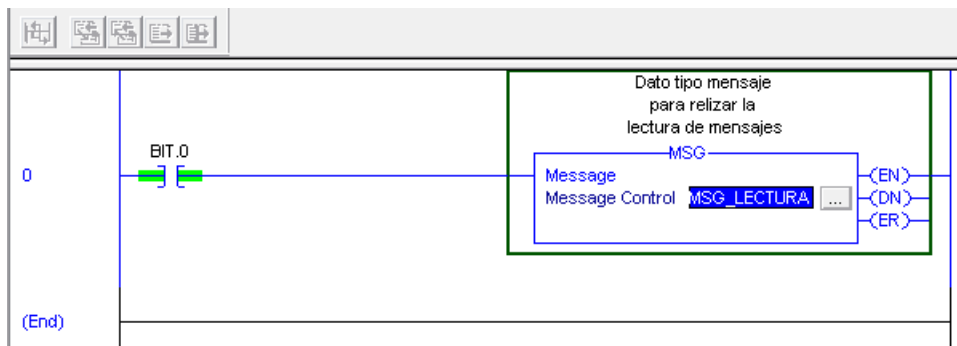 Dato tipo mensaje
para relizar la
lectura de mensajes
BIT.0
MSG
0
Message
(EN)
Message Control MSG_LECTURA ...
(DN)
(ER)
(End)